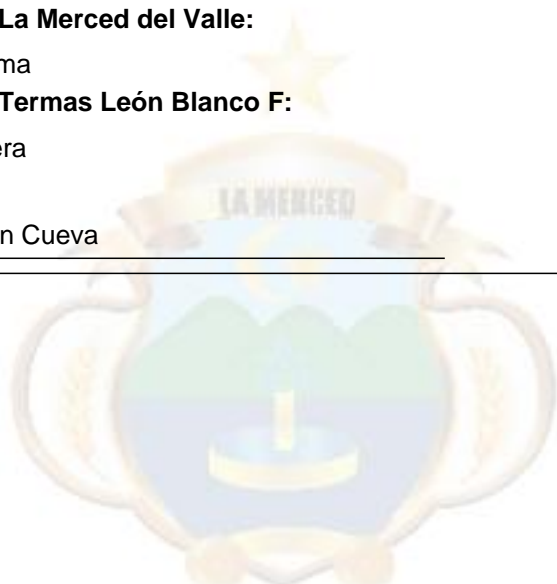 La Merced del Valle:
ma
Termas León Blanco F:
era
n Cueva
LA MERCED